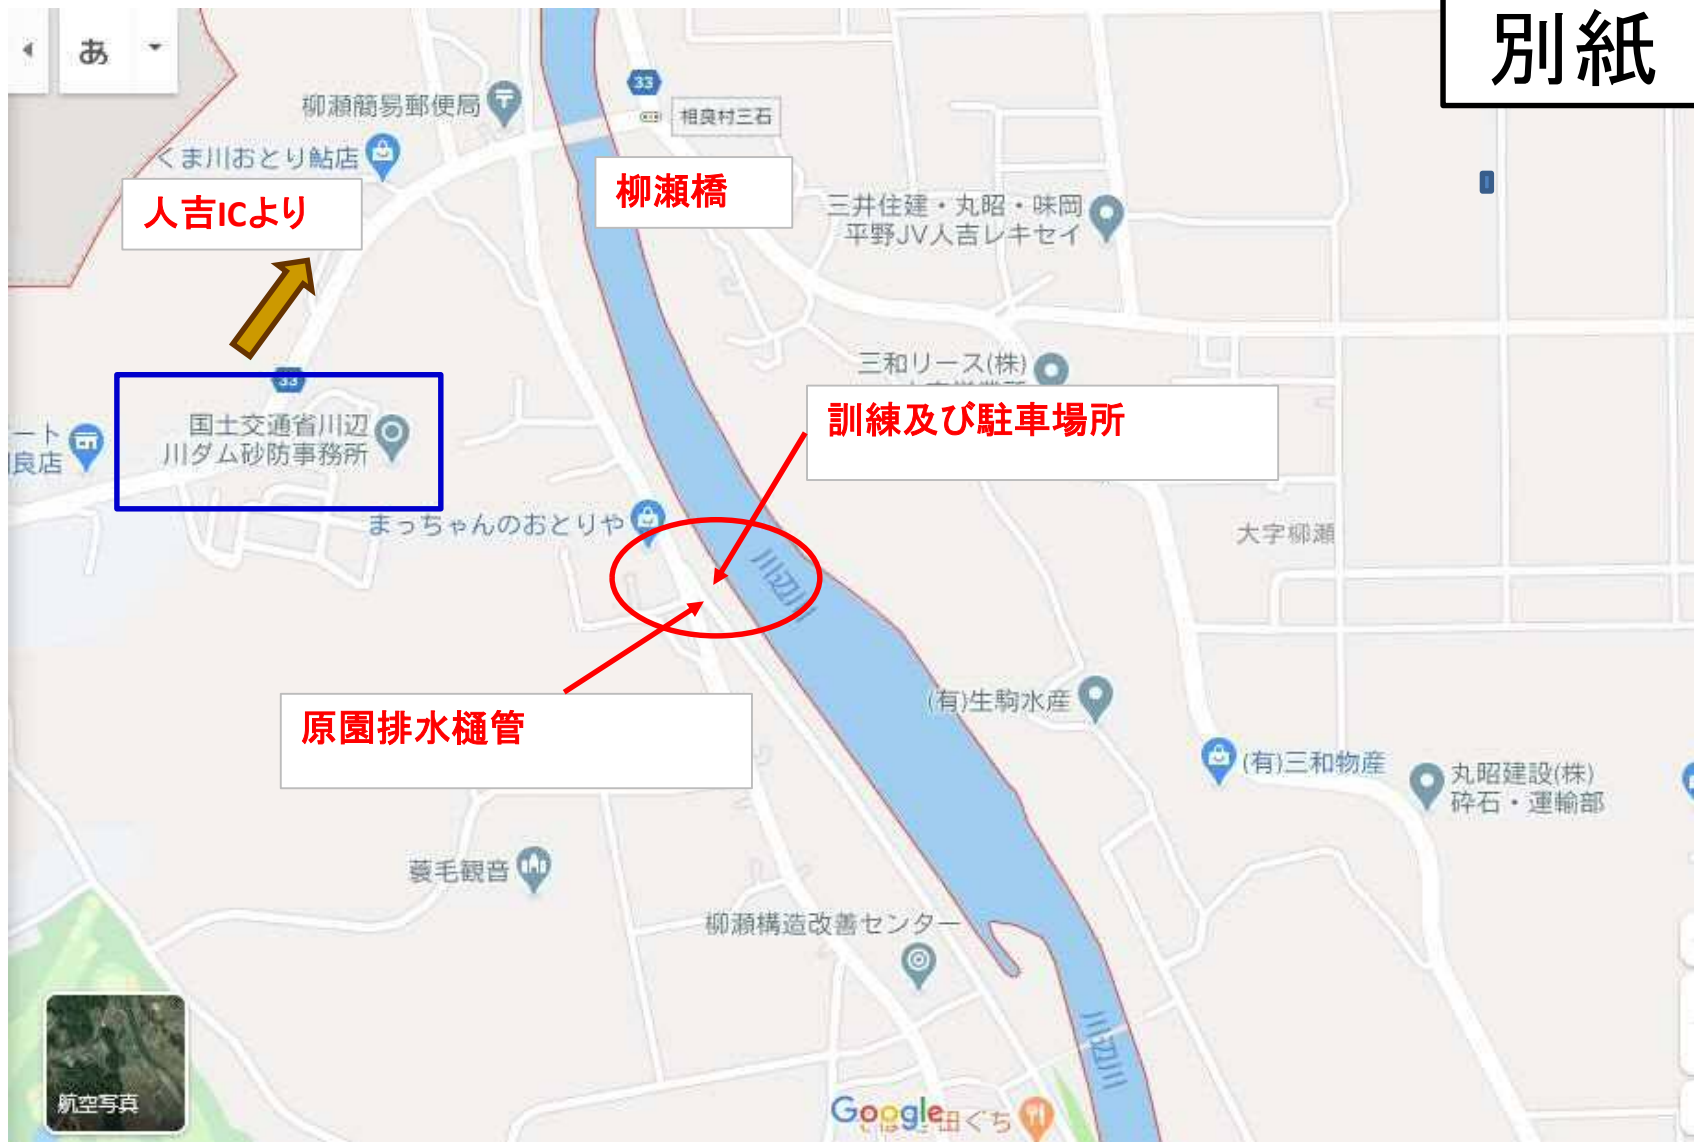 別紙
あ
33
柳瀬簡易郵便局
相良村三石
くま川おとり鮎店
人吉ICより
柳瀬橋
三井住建・丸昭・味岡
平野JV人吉レキセイ
33
三和リース(株)
国土交通省川辺
川ダム砂防事務所
訓練及び駐車場所
ート
良店
まっちゃんのおとりや
大字柳瀬
川辺川
(有)生駒水産
原園排水樋管
(有)三和物産
丸昭建設(株)
砕石・運輸部
蓑毛観音
柳瀬構造改善センター
川辺川
航空写真
Google
田ぐち